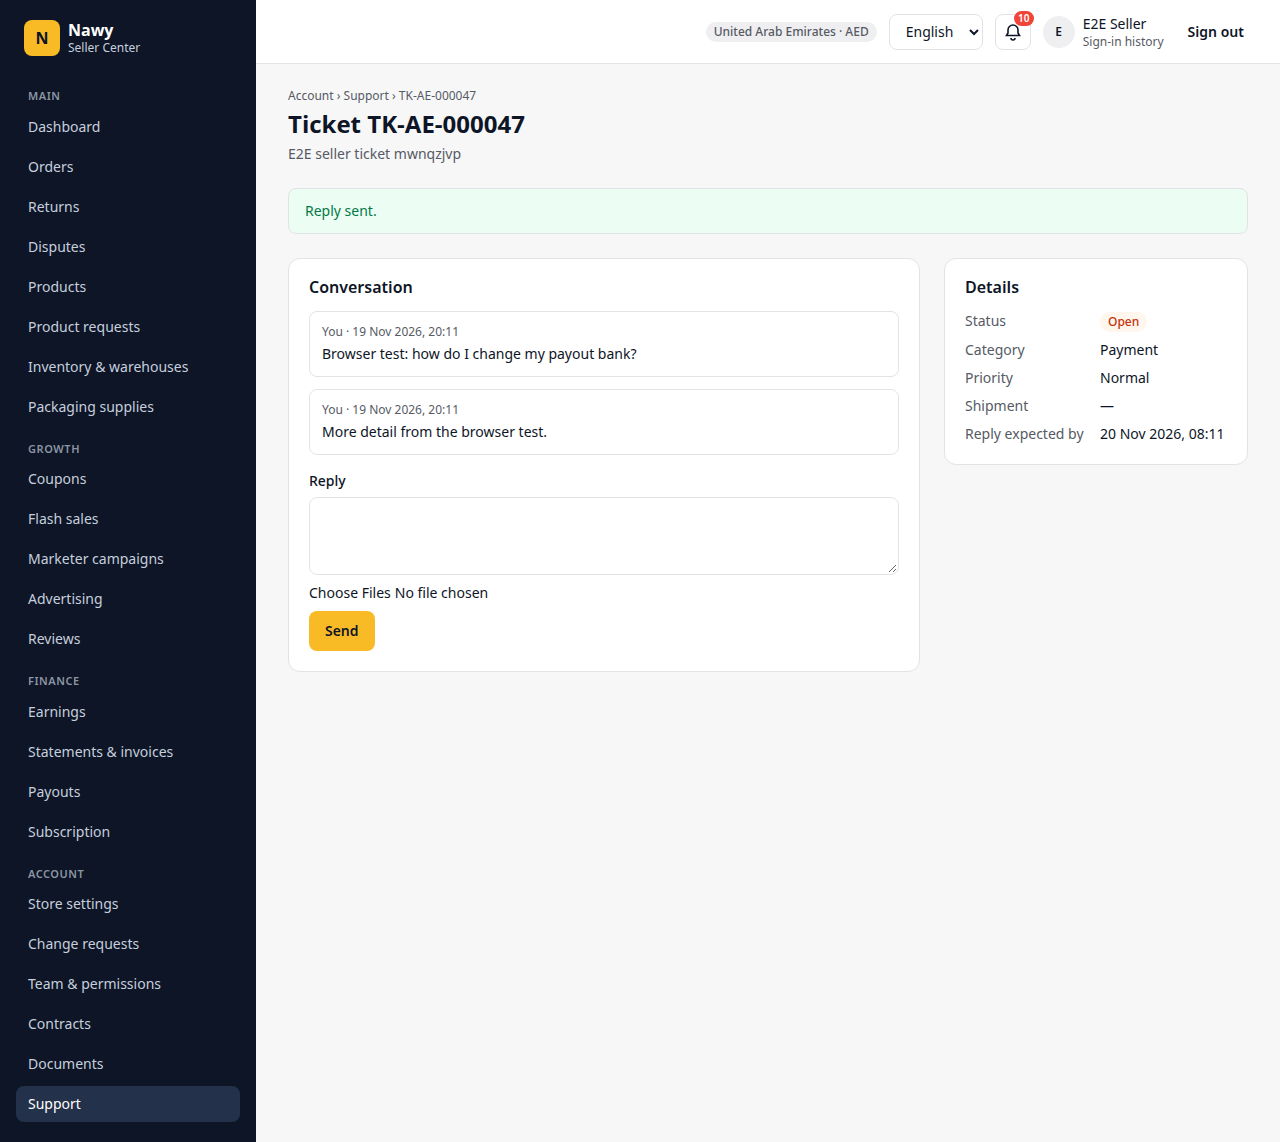 N
Nawy
Seller Center
MAIN
Dashboard
Orders
Returns
Disputes
Products
Product requests
Inventory & warehouses
Packaging supplies
GROWTH
Coupons
Flash sales
Marketer campaigns
Advertising
Reviews
FINANCE
Earnings
Statements & invoices
Payouts
Subscription
ACCOUNT
Store settings
Change requests
Team & permissions
Contracts
Documents
Support
United Arab Emirates · AED
English
10
E
E2E Seller
Sign-in history
Sign out
Account › Support › TK-AE-000047
Ticket TK-AE-000047
E2E seller ticket mwnqzjvp
Reply sent.
Conversation
You · 19 Nov 2026, 20:11
Browser test: how do I change my payout bank?
You · 19 Nov 2026, 20:11
More detail from the browser test.
Reply
Choose Files No file chosen
Send
Details
Status Open
Category Payment
Priority Normal
Shipment —
Reply expected by 20 Nov 2026, 08:11